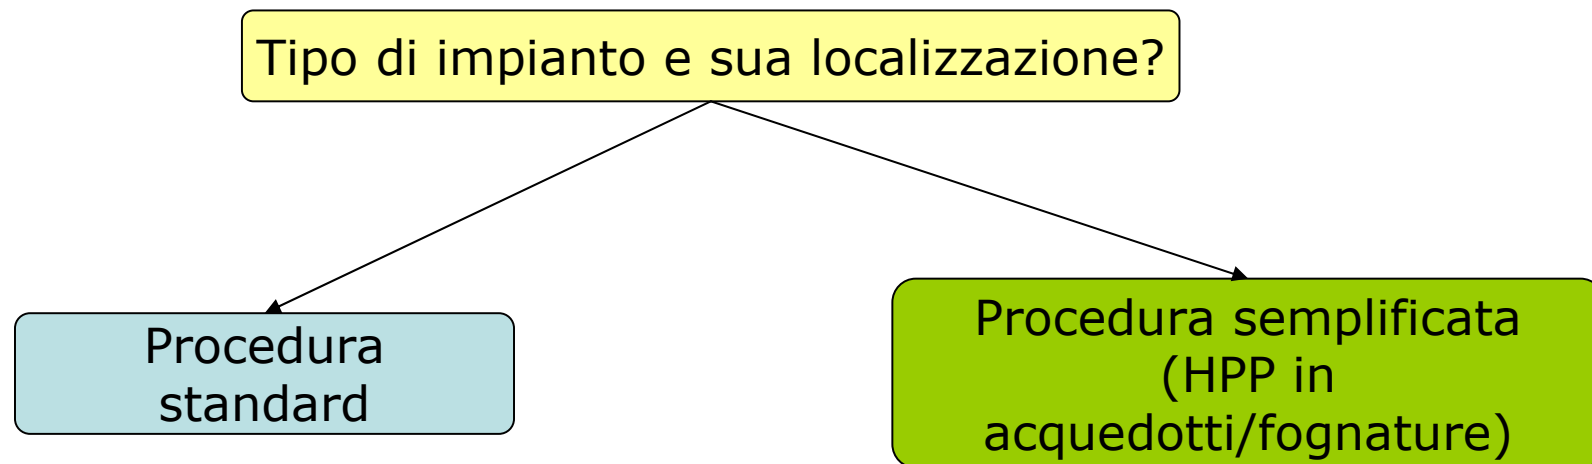 Tipo di impianto e sua localizzazione?
Procedura
standard
Procedura semplificata
(HPP in
acquedotti/fognature)